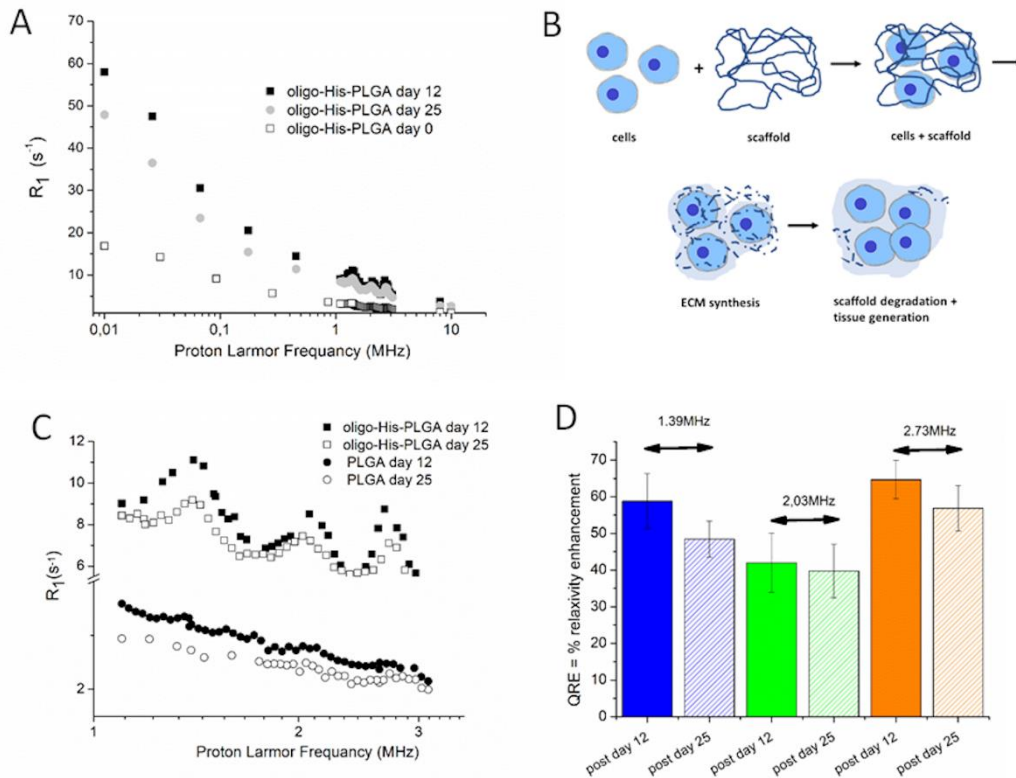 A
70
60
50
40
30
20
10
R1 (s-1)
oligo-His-PLGA day 12
oligo-His-PLGA day 25
oligo-His-PLGA day 0
0,01
0,1
1
10
Proton Larmor Frequancy (MHz)
B
+
cells
scaffold
cells + scaffold
ECM synthesis
scaffold degradation +
tissue generation
C
12
10
8
6
2
R1(s-1)
oligo-His-PLGA day 12
oligo-His-PLGA day 25
PLGA day 12
PLGA day 25
1
2
3
Proton Larmor Frequency (MHz)
D
1.39MHz
2,03MHz
2.73MHz
70
60
50
40
30
20
10
0
QRE = % relaxivity enhancement
post day 12
post day 25
post day 12
post day 25
post day 12
post day 25